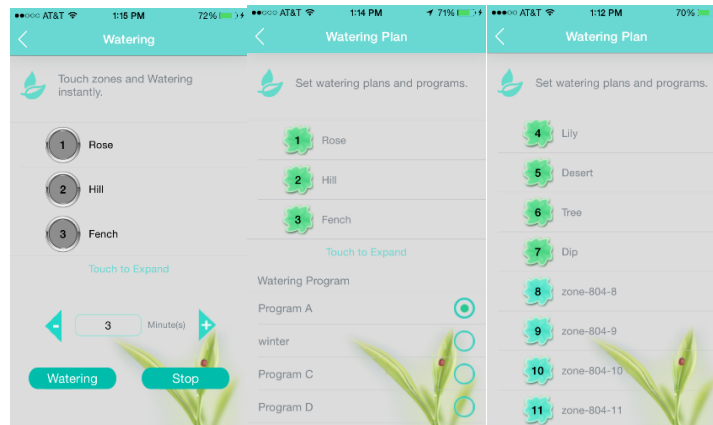 AT&T 1:15 PM 72%
Watering
Touch zones and Watering
instantly.
1 Rose
2 Hill
3 Fench
Touch to Expand
- 3 Minute(s) +
Watering Stop
AT&T 1:14 PM 71%
Watering Plan
Set watering plans and programs.
1 Rose
2 Hill
3 Fench
Touch to Expand
Watering Program
Program A
winter
Program C
Program D
AT&T 1:12 PM 70%
Watering Plan
Set watering plans and programs.
4 Lily
5 Desert
6 Tree
7 Dip
8 zone-804-8
9 zone-804-9
10 zone-804-10
11 zone-804-11